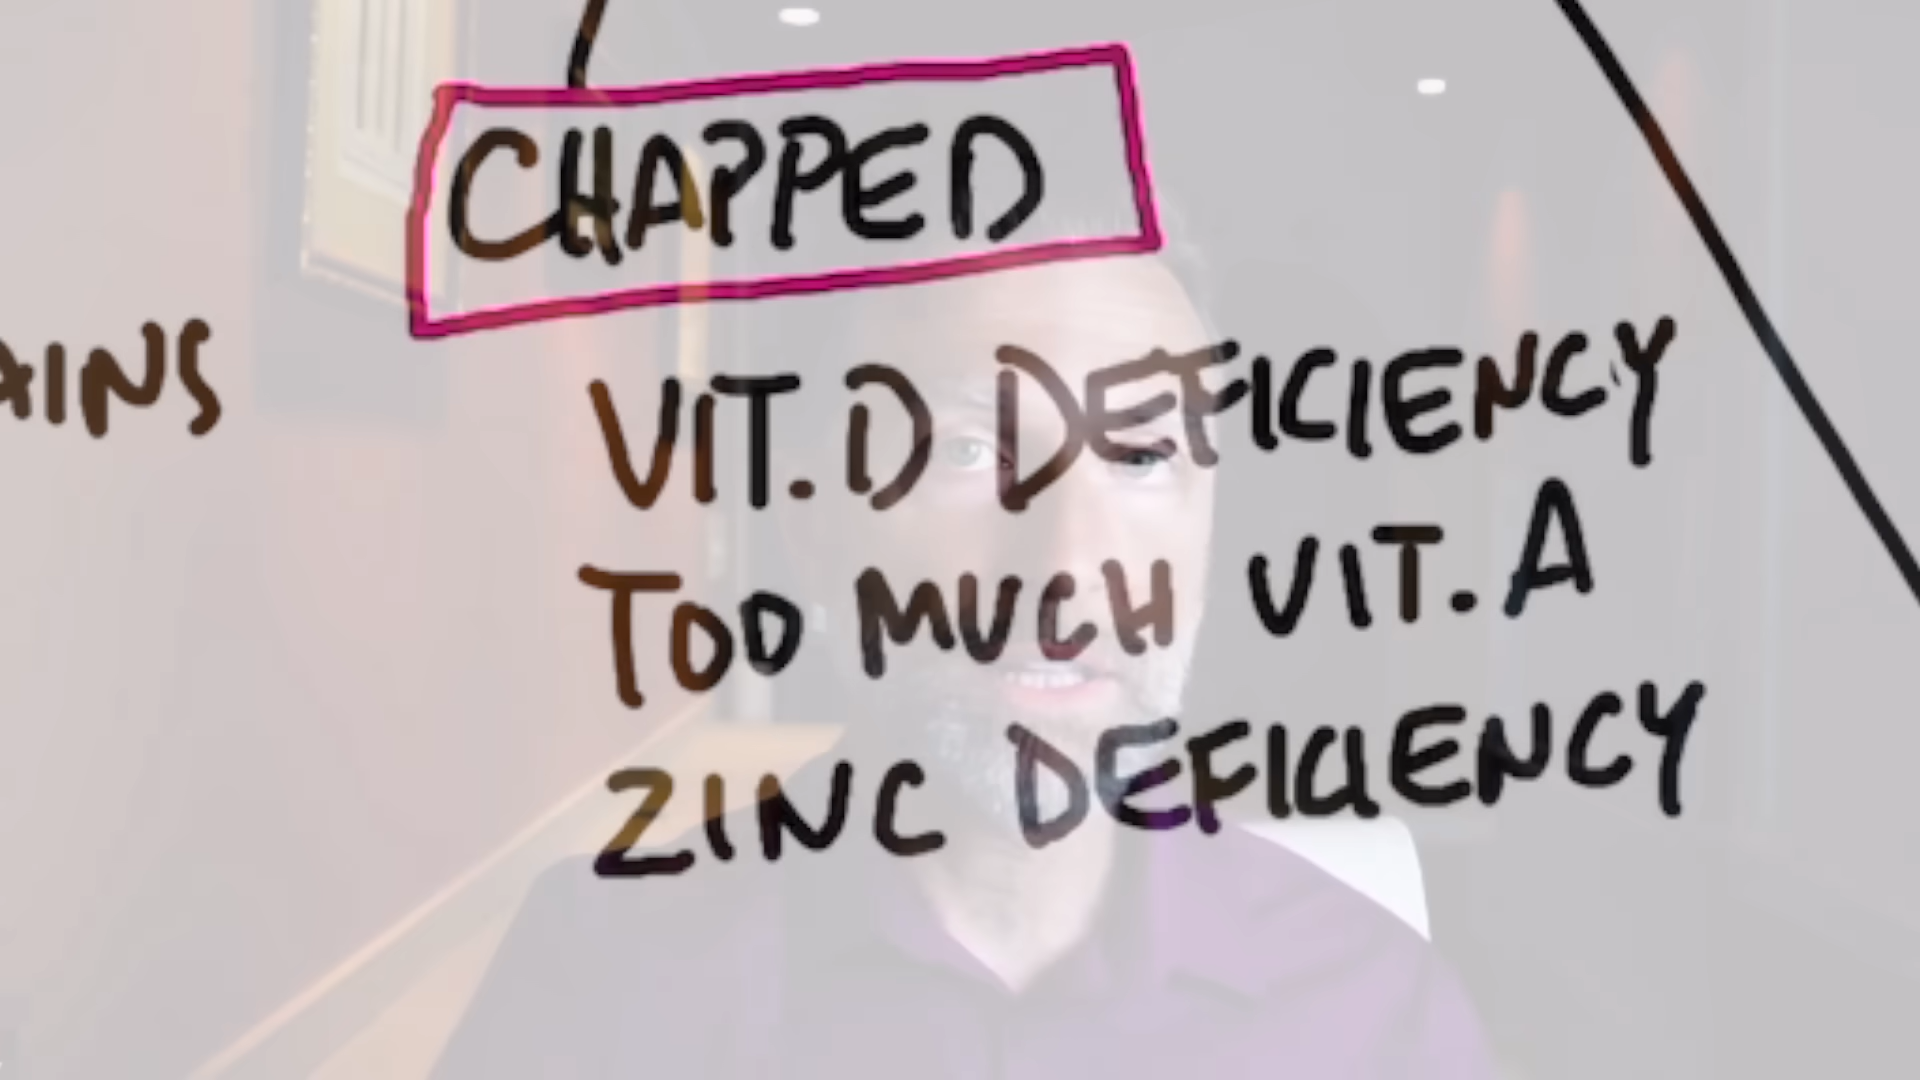 CHAPPED
AINS
VIT. D DEFICIENCY
TOO MUCH VIT. A
ZINC DEFICIENCY